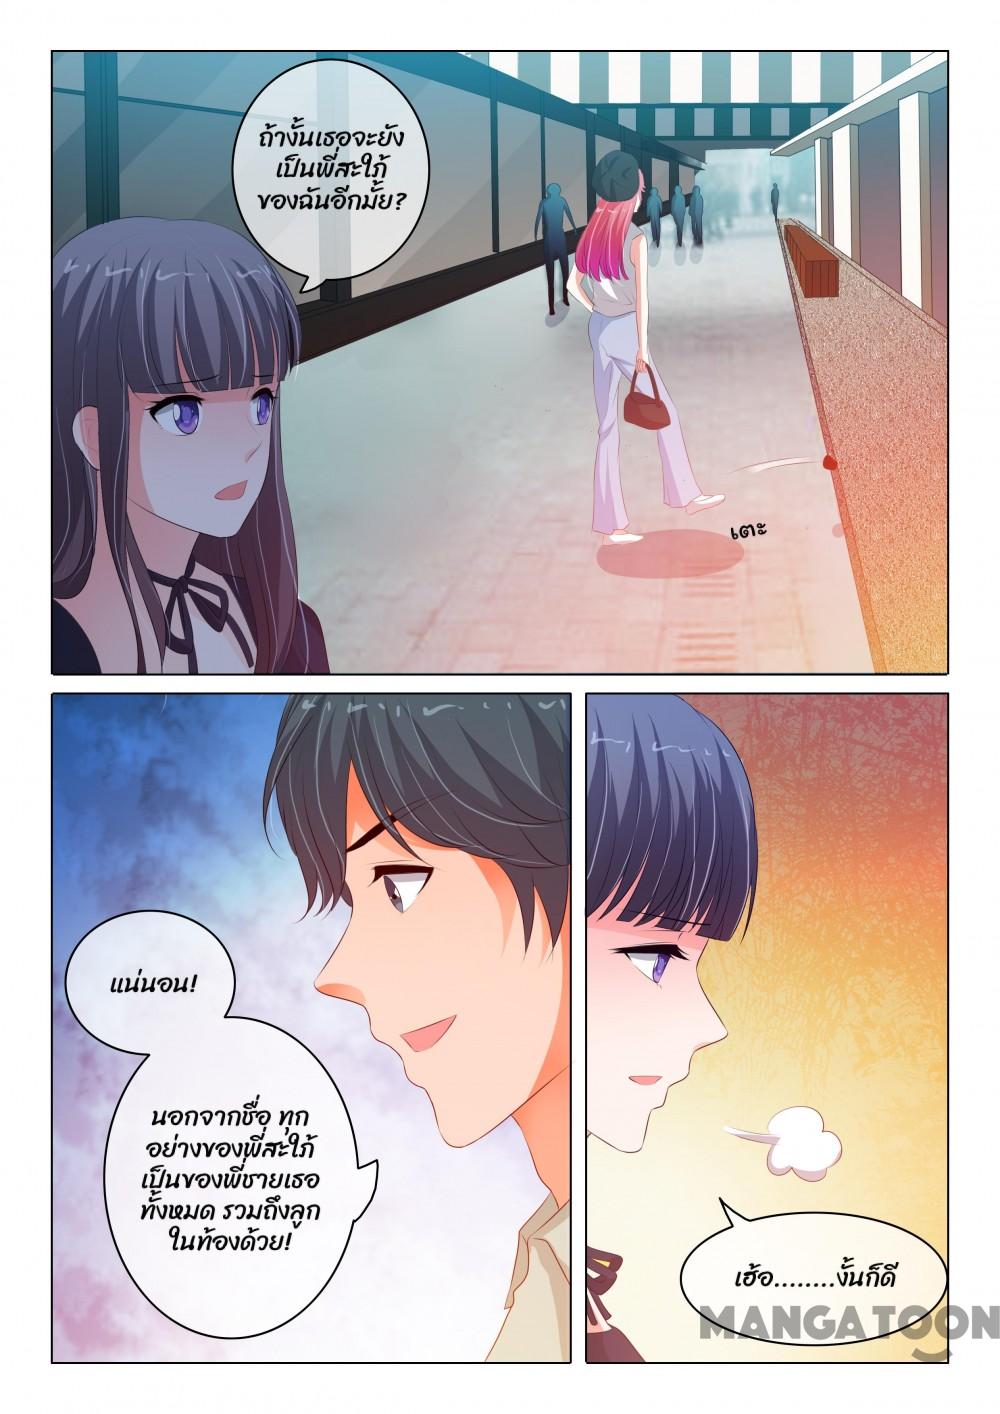 ถ้างั้นเธอจะยัง
เป็นพี่สะใภ้
ของฉันอีกมั้ย?
เตะ
แน่นอน!
นอกจากชื่อ ทุก
อย่างของพี่สะใภ้
เป็นของพี่ชายเธอ
ทั้งหมด รวมถึงลูก
ในท้องด้วย!
เฮ้อ........งั้นก็ดี
MANGATOON